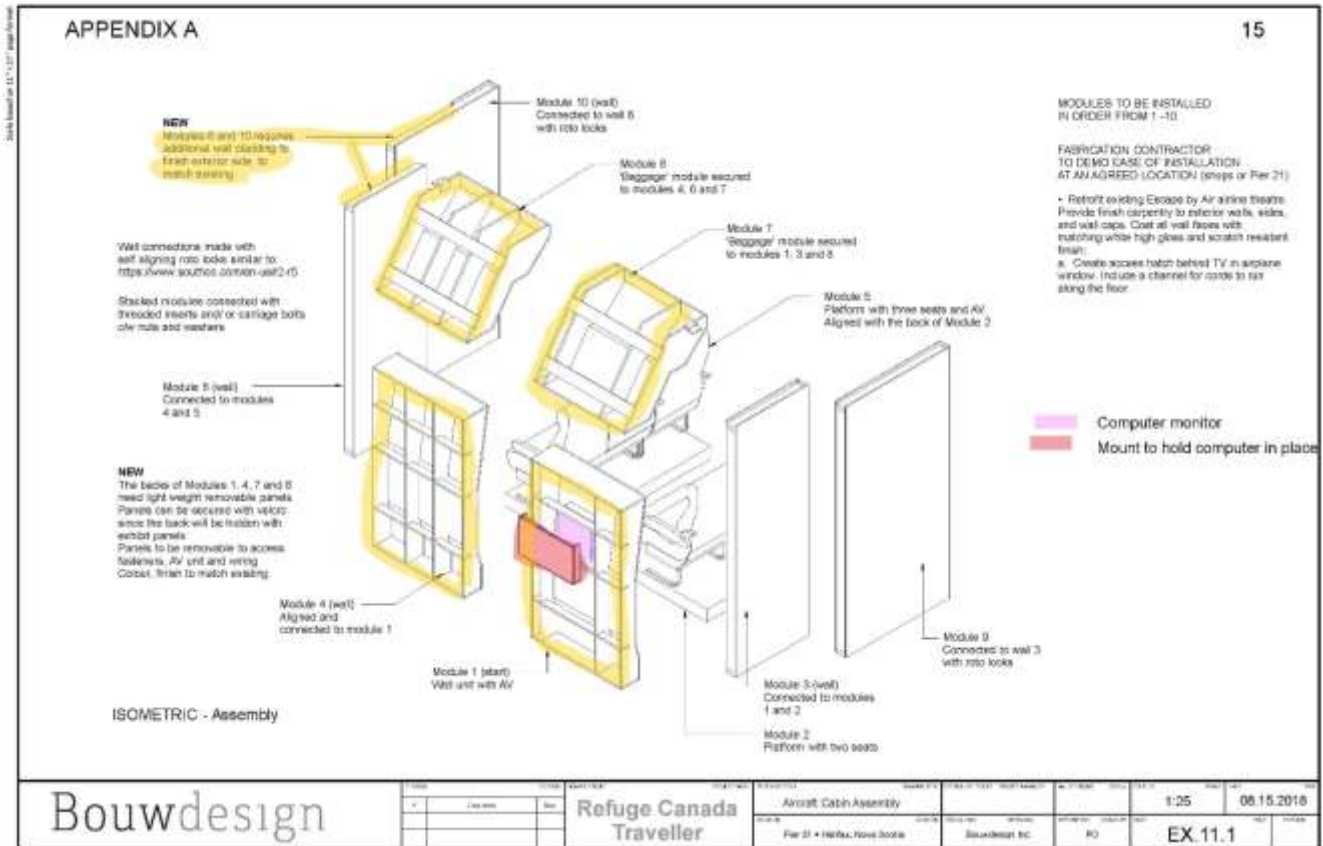 APPENDIX A
15
NEW
Modules 6 and 10 requires
additional wall cladding to
finish exterior side, to
match existing
Module 10 (wall)
Connected to wall 6
with roto locks
Module 8
'Baggage' module secured
to modules 4, 6 and 7
Module 7
'Baggage' module secured
to modules 1, 3 and 8
Module 5
Platform with three seats and AV
Aligned with the back of Module 2
MODULES TO BE INSTALLED
IN ORDER FROM 1 -10
FABRICATION CONTRACTOR
TO DEMO EASE OF INSTALLATION
AT AN AGREED LOCATION (shops or Pier 21)
• Retrofit existing Escape by Air airline theatre
Provide finish carpentry to exterior walls, sides,
and wall caps. Coat all wall faces with
matching white high gloss and scratch resistant
finish:
a. Create access hatch behind TV in airplane
window. Include a channel for cords to run
along the floor
Wall connections made with
self aligning roto locks similar to
Stacked modules connected with
threaded inserts and/ or carriage bolts
c/w nuts and washers
Module 6 (wall)
Connected to modules
4 and 5
NEW
The backs of Modules 1, 4, 7 and 8
need light weight removable panels
Panels can be secured with velcro
since the back will be hidden with
exhibit panels
Panels to be removable to access
fasteners, AV unit and wiring
Colour, finish to match existing
Computer monitor
Mount to hold computer in place
Module 4 (wall)
Aligned and
connected to module 1
Module 1 (start)
Wall unit with AV
Module 9
Connected to wall 3
with roto locks
Module 3 (wall)
Connected to modules
1 and 2
Module 2
Platform with two seats
ISOMETRIC - Assembly
Bouwdesign
Refuge Canada
Traveller
Aircraft Cabin Assembly
Pier 21 • Halifax, Nova Scotia
Bouwdesign Inc.
1:25
08.15.2018
EX.11.1